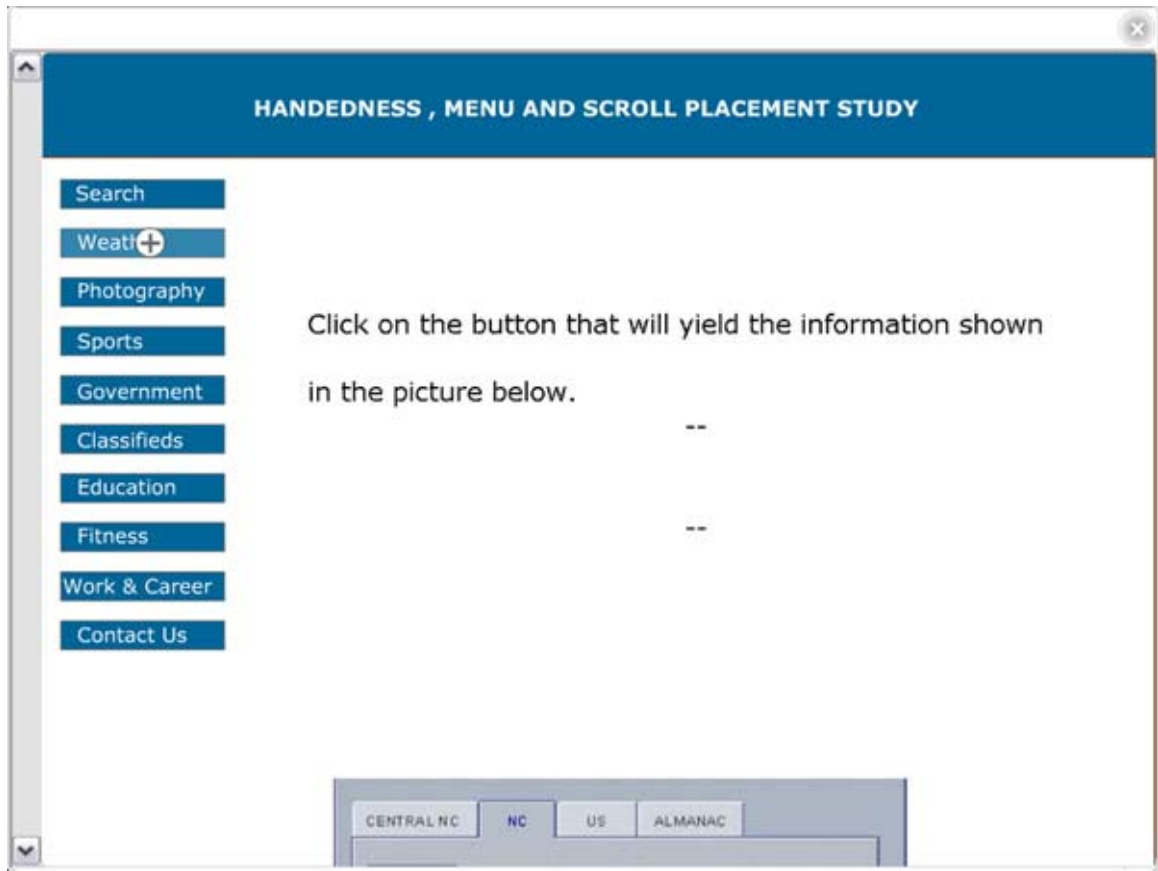 HANDEDNESS , MENU AND SCROLL PLACEMENT STUDY
Search
Photography
Sports
Government
Classifieds
Education
Fitness
Work & Career
Contact Us
Click on the button that will yield the information shown
in the picture below.
--
--
CENTRAL NC NC US ALMANAC